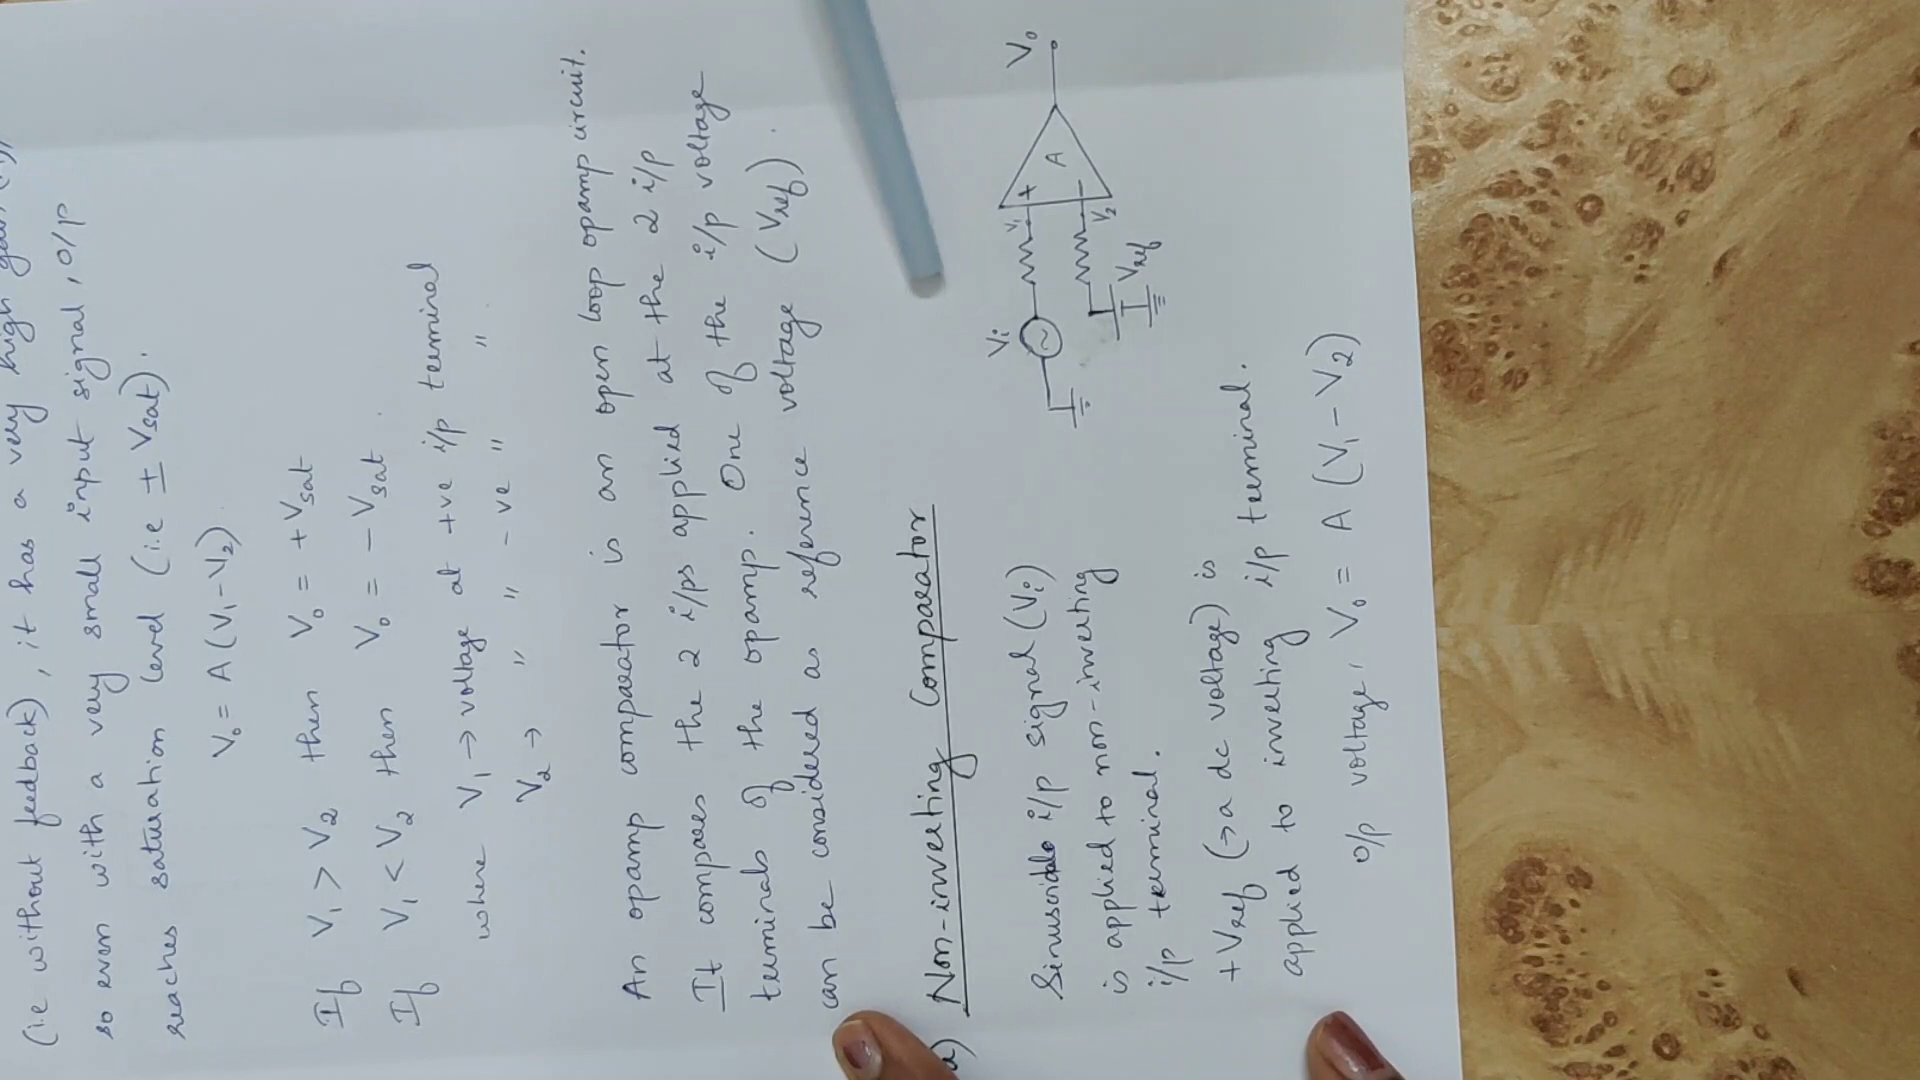 (i.e without feedback), it has a very high
so even with a very small input signal, o/p
reaches saturation level (i.e ± Vsat).
V₀ = A (V₁ - V₂)
If V₁ > V₂ then V₀ = + Vsat
If V₁ < V₂ then V₀ = - Vsat
where V₁ → voltage at +ve i/p terminal
V₂ → " " -ve " "
An opamp comparator is an open loop opamp circuit.
It compares the 2 i/ps applied at the 2 i/p
terminals of the opamp. One of the i/p voltage
can be considered as reference voltage (Vref).
a) Non-inverting Comparator
Sinusoidal i/p signal (Vi)
is applied to non-inverting
i/p terminal.
+Vref (→ a dc voltage) is
applied to inverting i/p terminal.
o/p voltage, V₀ = A (V₁ - V₂)
Vi
V₁
+
A
V₀
-
V₂
Vref